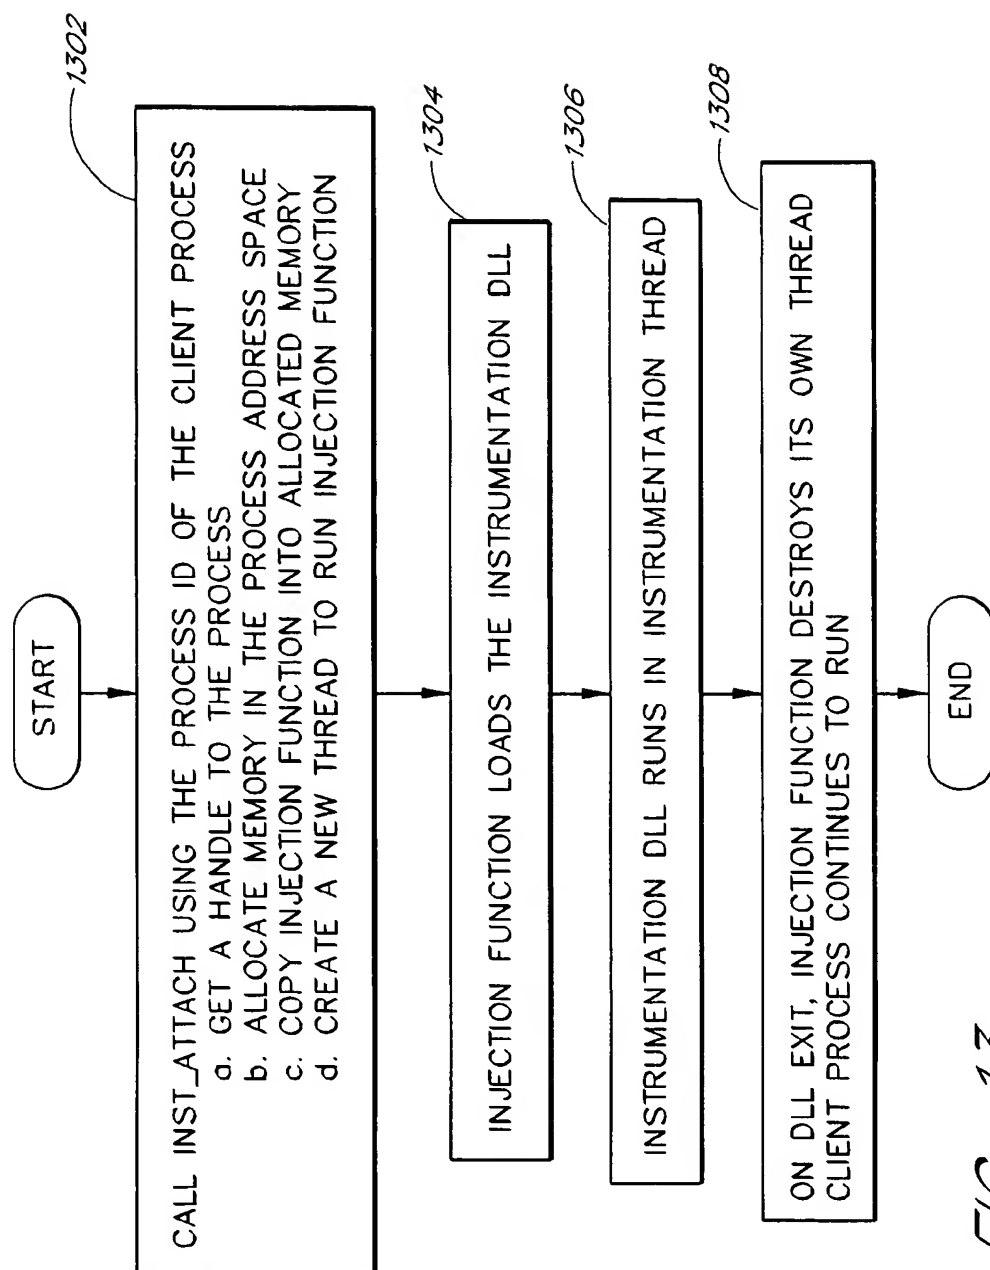 START
1302
CALL INST_ATTACH USING THE PROCESS ID OF THE CLIENT PROCESS
a. GET A HANDLE TO THE PROCESS
b. ALLOCATE MEMORY IN THE PROCESS ADDRESS SPACE
c. COPY INJECTION FUNCTION INTO ALLOCATED MEMORY
d. CREATE A NEW THREAD TO RUN INJECTION FUNCTION
1304
INJECTION FUNCTION LOADS THE INSTRUMENTATION DLL
1306
INSTRUMENTATION DLL RUNS IN INSTRUMENTATION THREAD
1308
ON DLL EXIT, INJECTION FUNCTION DESTROYS ITS OWN THREAD
CLIENT PROCESS CONTINUES TO RUN
END
FIG. 13